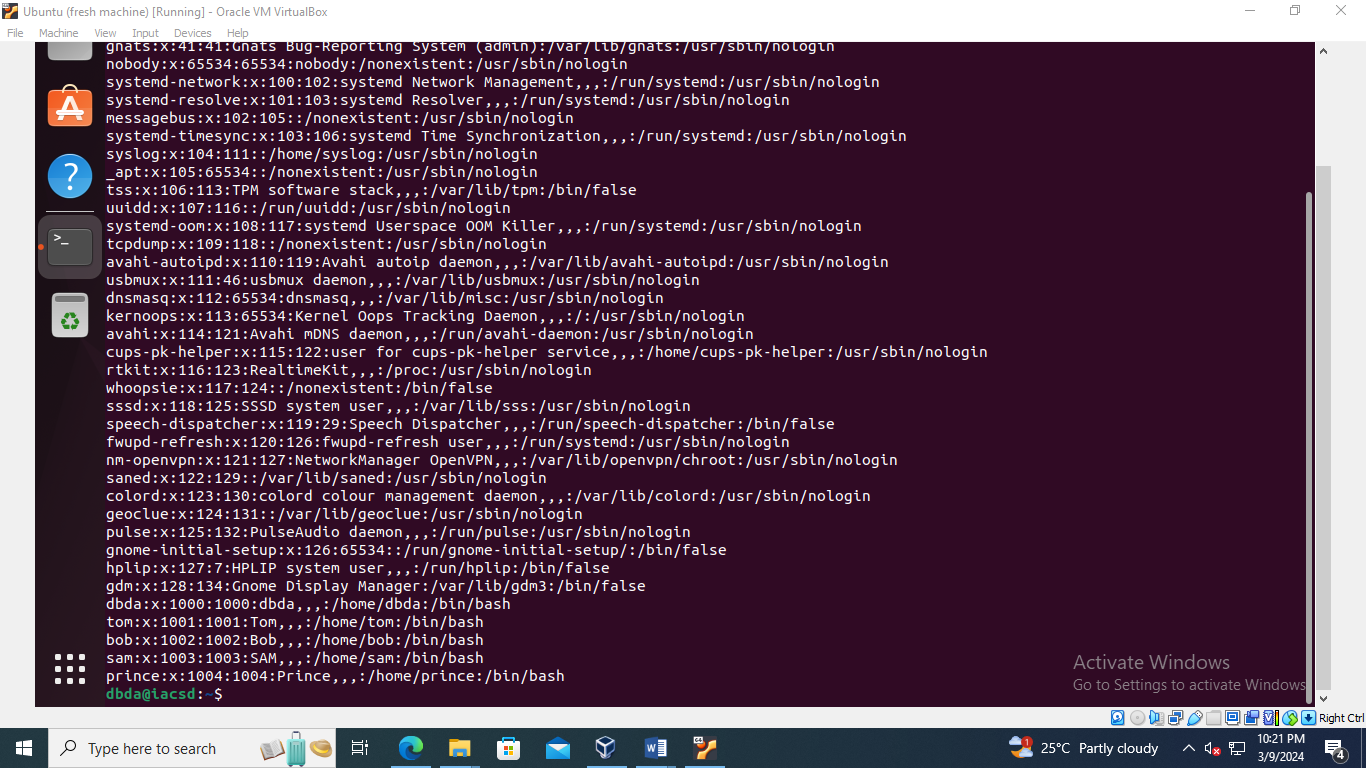 Ubuntu (fresh machine) [Running] - Oracle VM VirtualBox
File Machine View Input Devices Help
gnats:x:41:41:Gnats Bug-Reporting System (admin):/var/lib/gnats:/usr/sbin/nologin
nobody:x:65534:65534:nobody:/nonexistent:/usr/sbin/nologin
systemd-network:x:100:102:systemd Network Management,,,:/run/systemd:/usr/sbin/nologin
systemd-resolve:x:101:103:systemd Resolver,,,:/run/systemd:/usr/sbin/nologin
messagebus:x:102:105::/nonexistent:/usr/sbin/nologin
systemd-timesync:x:103:106:systemd Time Synchronization,,,:/run/systemd:/usr/sbin/nologin
syslog:x:104:111::/home/syslog:/usr/sbin/nologin
_apt:x:105:65534::/nonexistent:/usr/sbin/nologin
tss:x:106:113:TPM software stack,,,:/var/lib/tpm:/bin/false
uuidd:x:107:116::/run/uuidd:/usr/sbin/nologin
systemd-oom:x:108:117:systemd Userspace OOM Killer,,,:/run/systemd:/usr/sbin/nologin
tcpdump:x:109:118::/nonexistent:/usr/sbin/nologin
avahi-autoipd:x:110:119:Avahi autoip daemon,,,:/var/lib/avahi-autoipd:/usr/sbin/nologin
usbmux:x:111:46:usbmux daemon,,,:/var/lib/usbmux:/usr/sbin/nologin
dnsmasq:x:112:65534:dnsmasq,,,:/var/lib/misc:/usr/sbin/nologin
kernoops:x:113:65534:Kernel Oops Tracking Daemon,,,:/:/usr/sbin/nologin
avahi:x:114:121:Avahi mDNS daemon,,,:/run/avahi-daemon:/usr/sbin/nologin
cups-pk-helper:x:115:122:user for cups-pk-helper service,,,:/home/cups-pk-helper:/usr/sbin/nologin
rtkit:x:116:123:RealtimeKit,,,:/proc:/usr/sbin/nologin
whoopsie:x:117:124::/nonexistent:/bin/false
sssd:x:118:125:SSSD system user,,,:/var/lib/sss:/usr/sbin/nologin
speech-dispatcher:x:119:29:Speech Dispatcher,,,:/run/speech-dispatcher:/bin/false
fwupd-refresh:x:120:126:fwupd-refresh user,,,:/run/systemd:/usr/sbin/nologin
nm-openvpn:x:121:127:NetworkManager OpenVPN,,,:/var/lib/openvpn/chroot:/usr/sbin/nologin
saned:x:122:129::/var/lib/saned:/usr/sbin/nologin
colord:x:123:130:colord colour management daemon,,,:/var/lib/colord:/usr/sbin/nologin
geoclue:x:124:131::/var/lib/geoclue:/usr/sbin/nologin
pulse:x:125:132:PulseAudio daemon,,,:/run/pulse:/usr/sbin/nologin
gnome-initial-setup:x:126:65534::/run/gnome-initial-setup/:/bin/false
hplip:x:127:7:HPLIP system user,,,:/run/hplip:/bin/false
gdm:x:128:134:Gnome Display Manager:/var/lib/gdm3:/bin/false
dbda:x:1000:1000:dbda,,,:/home/dbda:/bin/bash
tom:x:1001:1001:Tom,,,:/home/tom:/bin/bash
bob:x:1002:1002:Bob,,,:/home/bob:/bin/bash
sam:x:1003:1003:SAM,,,:/home/sam:/bin/bash
prince:x:1004:1004:Prince,,,:/home/prince:/bin/bash
dbda@iacsd:~$
Activate Windows
Go to Settings to activate Windows
Right Ctrl
Type here to search
25°C Partly cloudy
10:21 PM
3/9/2024